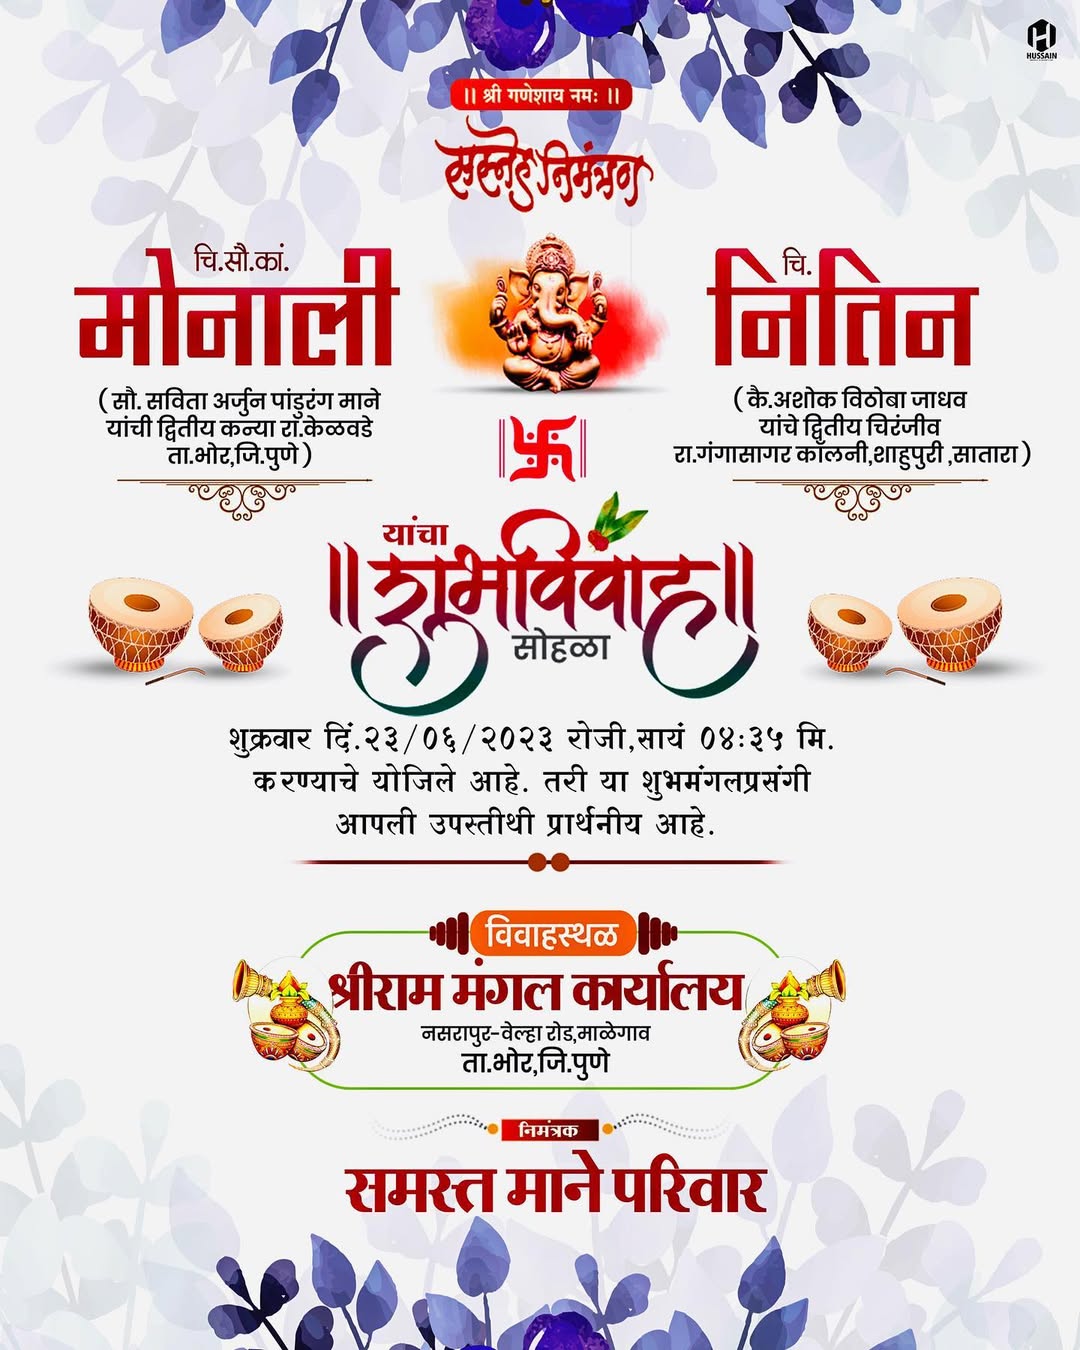 HUSSAIN
|| श्री गणेशाय नमः ||
सस्नेह निमंत्रण
चि.सौ.कां.
मोनाली
(सौ. सविता अर्जुन पांडुरंग माने
यांची द्वितीय कन्या रा.केळवडे
ता.भोर,जि.पुणे)
चि.
नितिन
(कै.अशोक विठोबा जाधव
यांचे द्वितीय चिरंजीव
रा.गंगासागर कॉलनी,शाहुपुरी ,सातारा)
यांचा
॥शुभविवाह॥
सोहळा
शुक्रवार दिं.२३/०६/२०२३ रोजी,सायं ०४:३५ मि.
करण्याचे योजिले आहे. तरी या शुभमंगलप्रसंगी
आपली उपस्तीथी प्रार्थनीय आहे.
विवाहस्थळ
श्रीराम मंगल कार्यालय
नसरापुर-वेल्हा रोड,माळेगाव
ता.भोर,जि.पुणे
निमंत्रक
समस्त माने परिवार